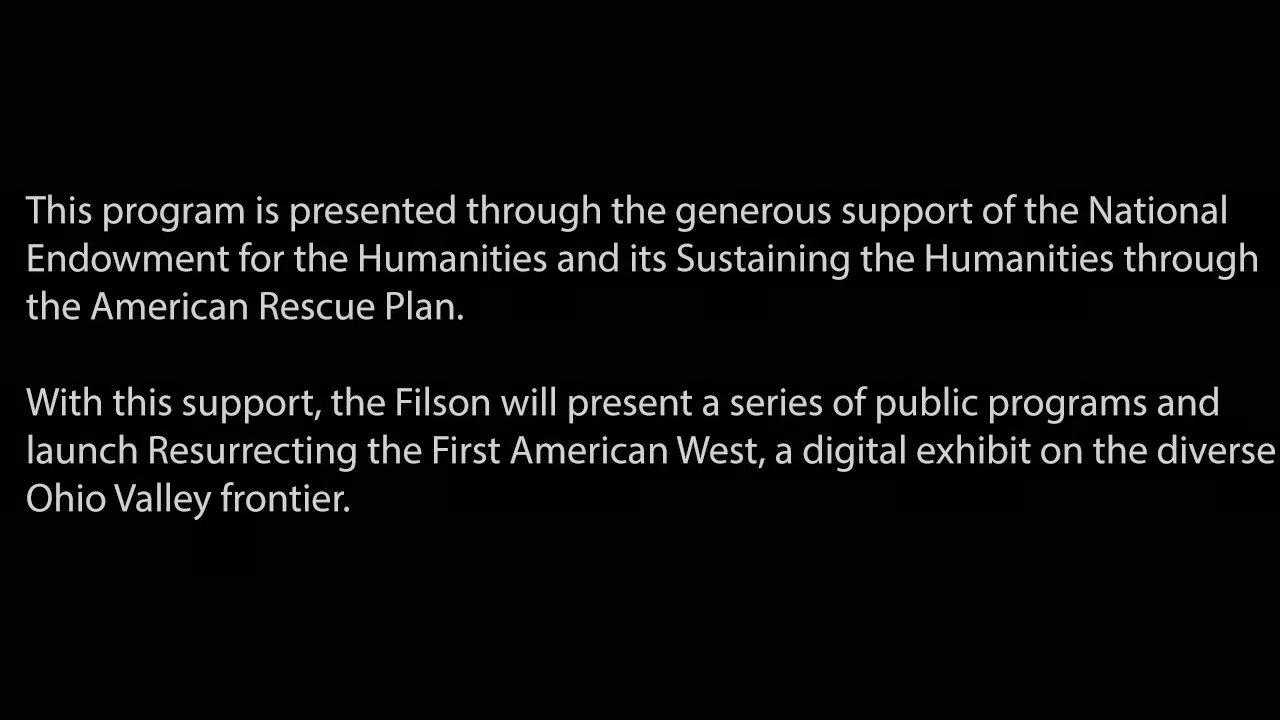 This program is presented through the generous support of the National
Endowment for the Humanities and its Sustaining the Humanities through
the American Rescue Plan.
With this support, the Filson will present a series of public programs and
launch Resurrecting the First American West, a digital exhibit on the diverse
Ohio Valley frontier.